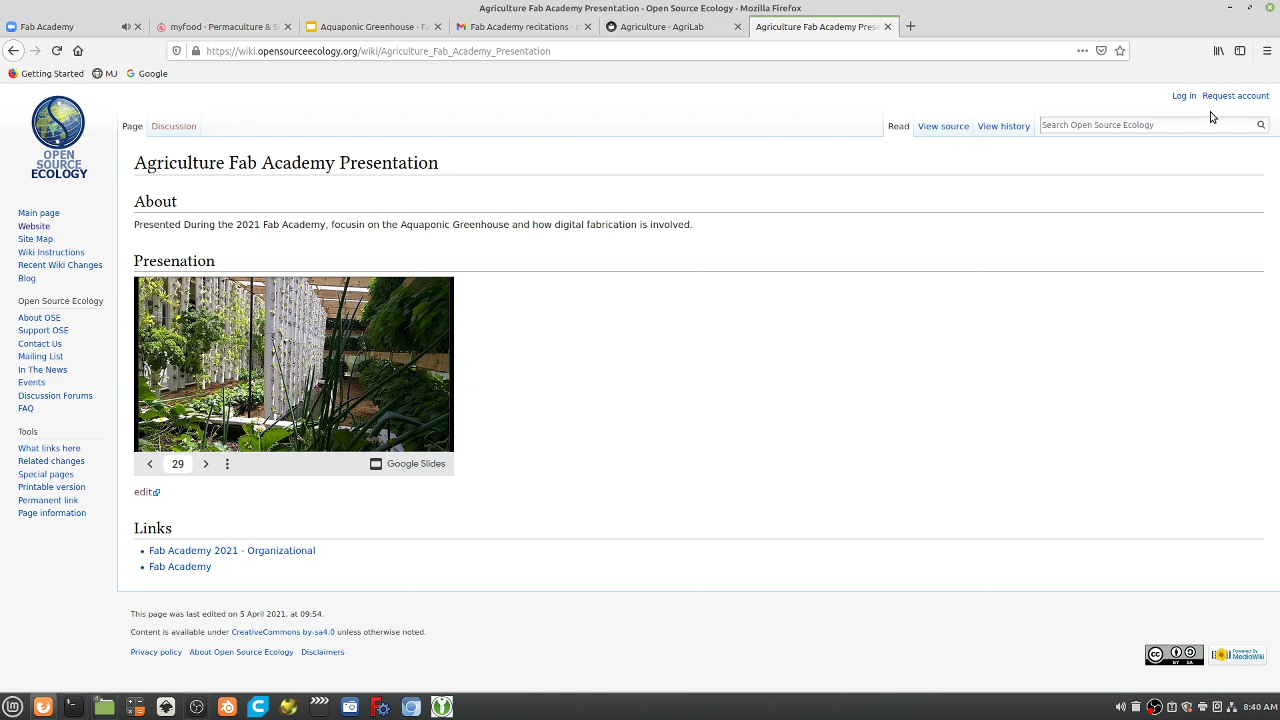 Agriculture Fab Academy Presentation - Open Source Ecology - Mozilla Firefox
Fab Academy
myfood - Permaculture & S
Aquaponic Greenhouse - Fa
Fab Academy recitations - m
Agriculture - AgriLab
Agriculture Fab Academy Prese
https://wiki.opensourceecology.org/wiki/Agriculture_Fab_Academy_Presentation
Getting Started
MJ
Google
Log in
Request account
Page
Discussion
Read
View source
View history
Search Open Source Ecology
OPEN
SOURCE
ECOLOGY
Main page
Website
Site Map
Wiki Instructions
Recent Wiki Changes
Blog
Open Source Ecology
About OSE
Support OSE
Contact Us
Mailing List
In The News
Events
Discussion Forums
FAQ
Tools
What links here
Related changes
Special pages
Printable version
Permanent link
Page information
Agriculture Fab Academy Presentation
About
Presented During the 2021 Fab Academy, focusin on the Aquaponic Greenhouse and how digital fabrication is involved.
Presenation
29
Google Slides
edit
Links
Fab Academy 2021 - Organizational
Fab Academy
This page was last edited on 5 April 2021, at 09:54.
Content is available under CreativeCommons by-sa4.0 unless otherwise noted.
Privacy policy
About Open Source Ecology
Disclaimers
CC BY SA
Powered By MediaWiki
8:40 AM